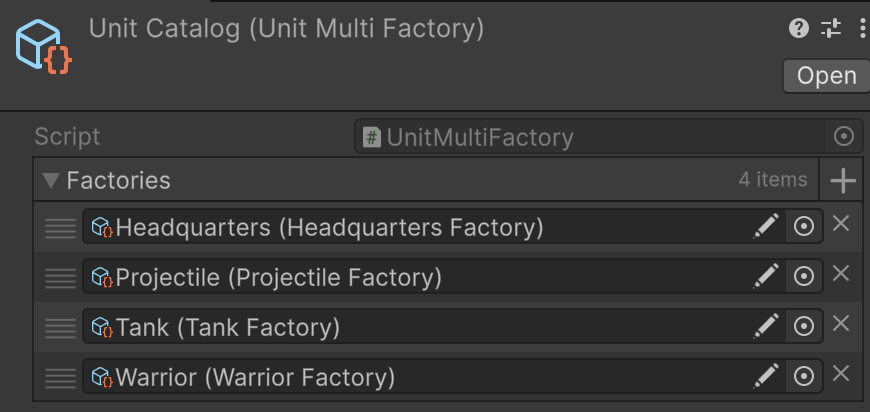 Unit Catalog (Unit Multi Factory)
Open
Script
UnitMultiFactory
Factories
4 items
Headquarters (Headquarters Factory)
Projectile (Projectile Factory)
Tank (Tank Factory)
Warrior (Warrior Factory)